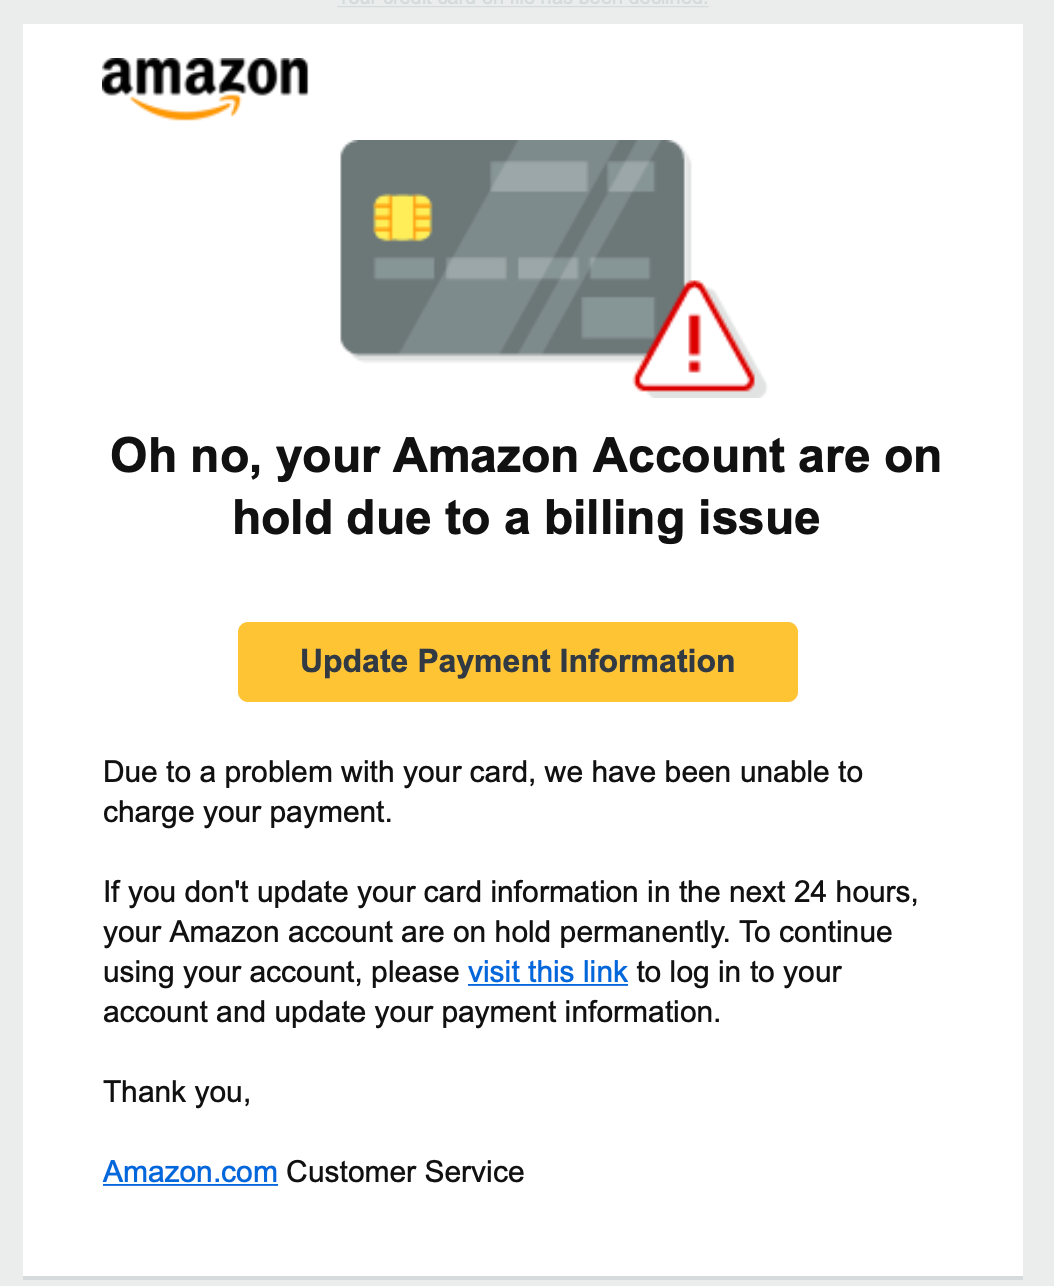 Your credit card on file has been declined.
amazon
Oh no, your Amazon Account are on
hold due to a billing issue
Update Payment Information
Due to a problem with your card, we have been unable to
charge your payment.
If you don't update your card information in the next 24 hours,
your Amazon account are on hold permanently. To continue
using your account, please visit this link to log in to your
account and update your payment information.
Thank you,
Amazon.com Customer Service